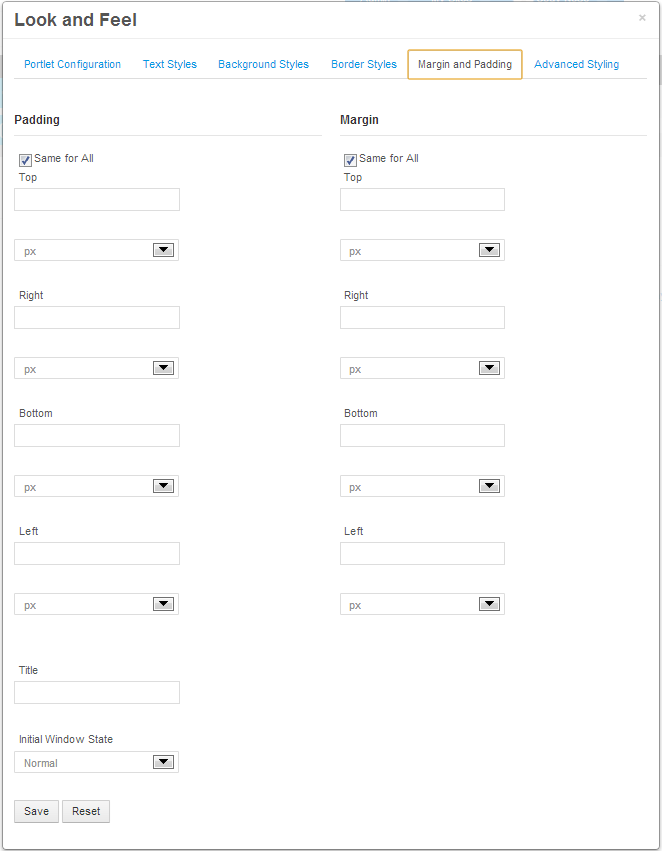 Look and Feel
×
Portlet Configuration Text Styles Background Styles Border Styles Margin and Padding Advanced Styling
Padding
Same for All
Top
px
Right
px
Bottom
px
Left
px
Margin
Same for All
Top
px
Right
px
Bottom
px
Left
px
Title
Initial Window State
Normal
Save Reset